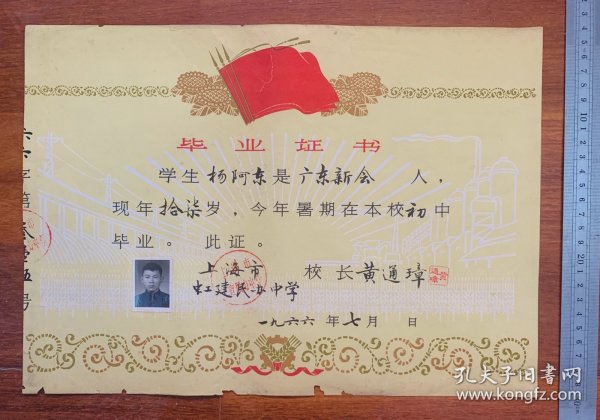 毕业证书
学生杨阿东是广东新会 人，
现年拾柒岁，今年暑期在本校初中
毕业。此证。
上海市
虹建民办中学
校长黄通璋
一九六六年七月 日
孔夫子旧书网
www.kongfz.com